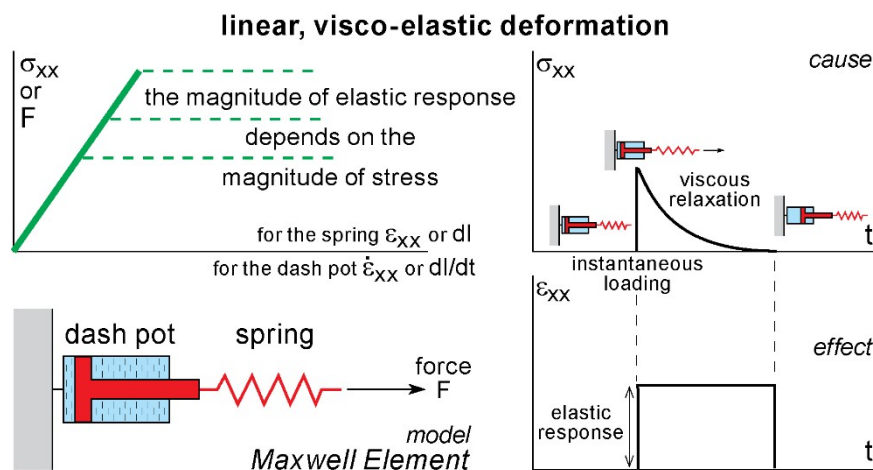 linear, visco-elastic deformation
σxx
or
F
the magnitude of elastic response
depends on the
magnitude of stress
for the spring εxx or dl
for the dash pot ε̇xx or dl/dt
dash pot
spring
force
F
model
Maxwell Element
σxx
cause
viscous
relaxation
t
instantaneous
loading
εxx
effect
elastic
response
t